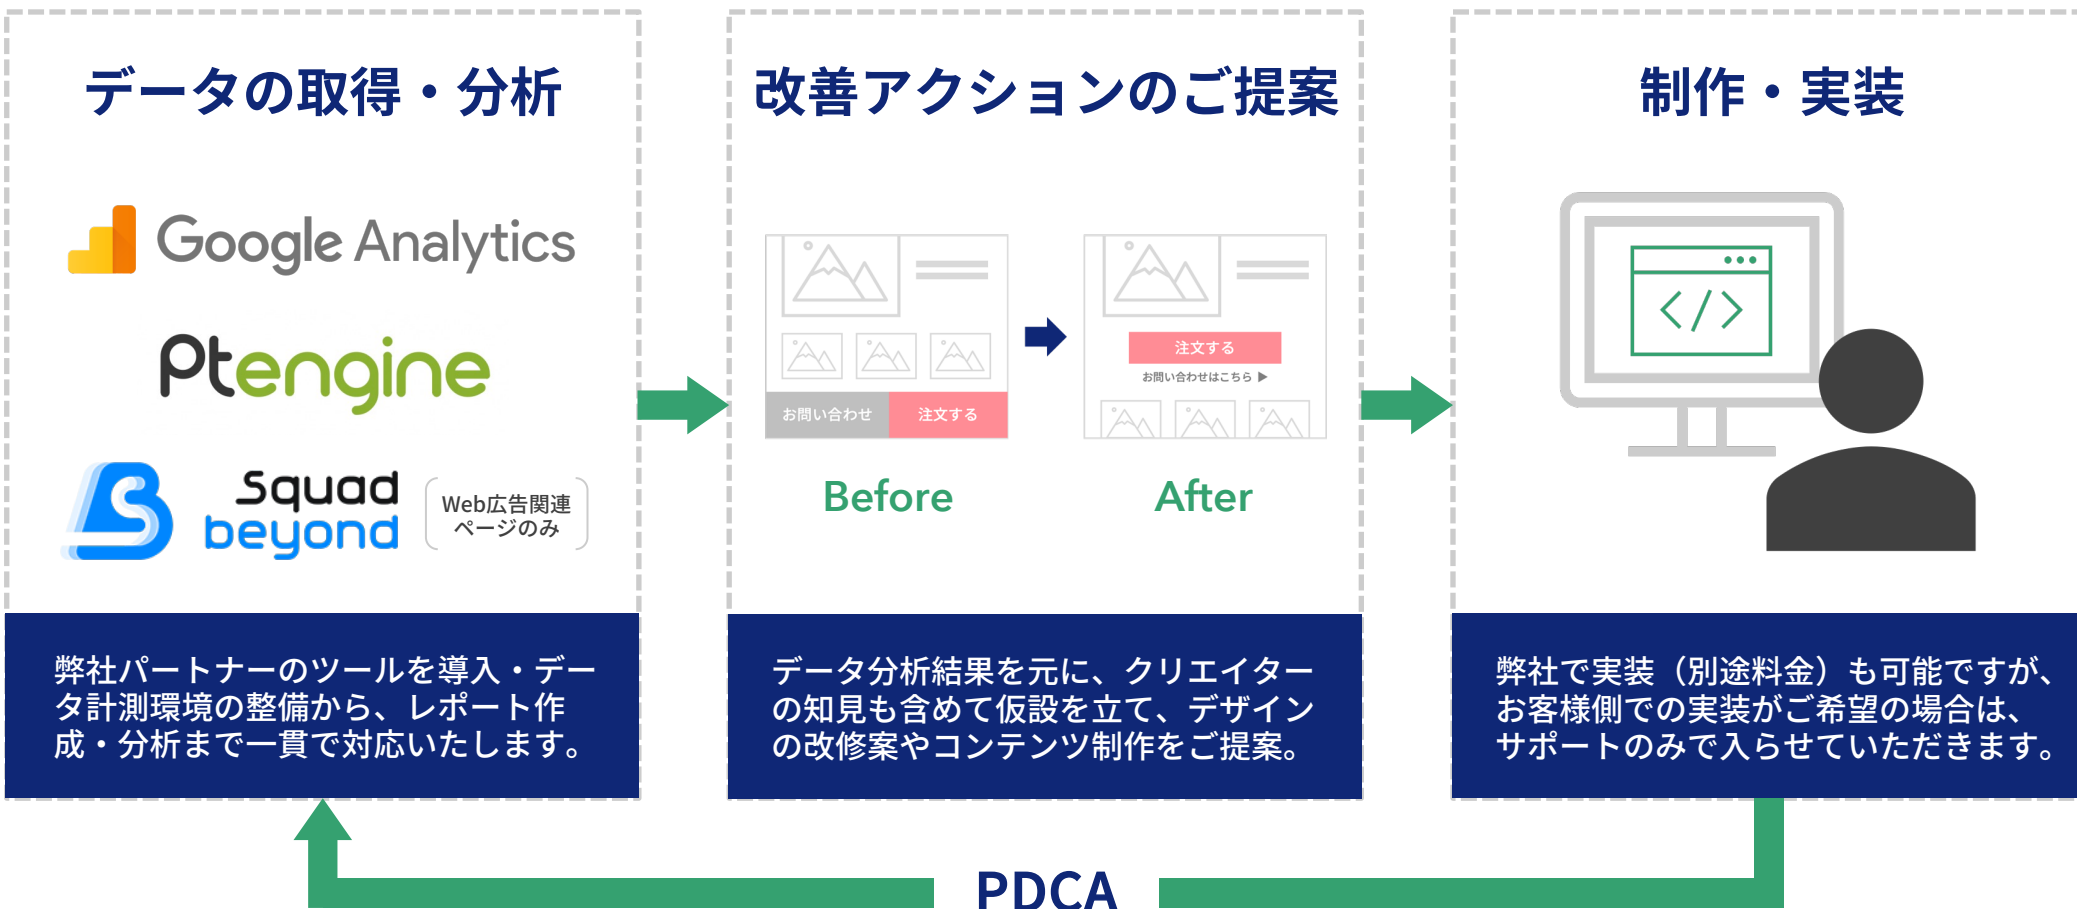 データの取得・分析
Google Analytics
Ptengine
Squad
beyond
Web広告関連
ページのみ
弊社パートナーのツールを導入・デー
タ計測環境の整備から、レポート作
成・分析まで一貫で対応いたします。
改善アクションのご提案
お問い合わせ
注文する
Before
注文する
お問い合わせはこちら ▶
After
データ分析結果を元に、クリエイター
の知見も含めて仮設を立て、デザイン
の改修案やコンテンツ制作をご提案。
制作・実装
</>
弊社で実装（別途料金）も可能ですが、
お客様側での実装がご希望の場合は、
サポートのみで入らせていただきます。
PDCA